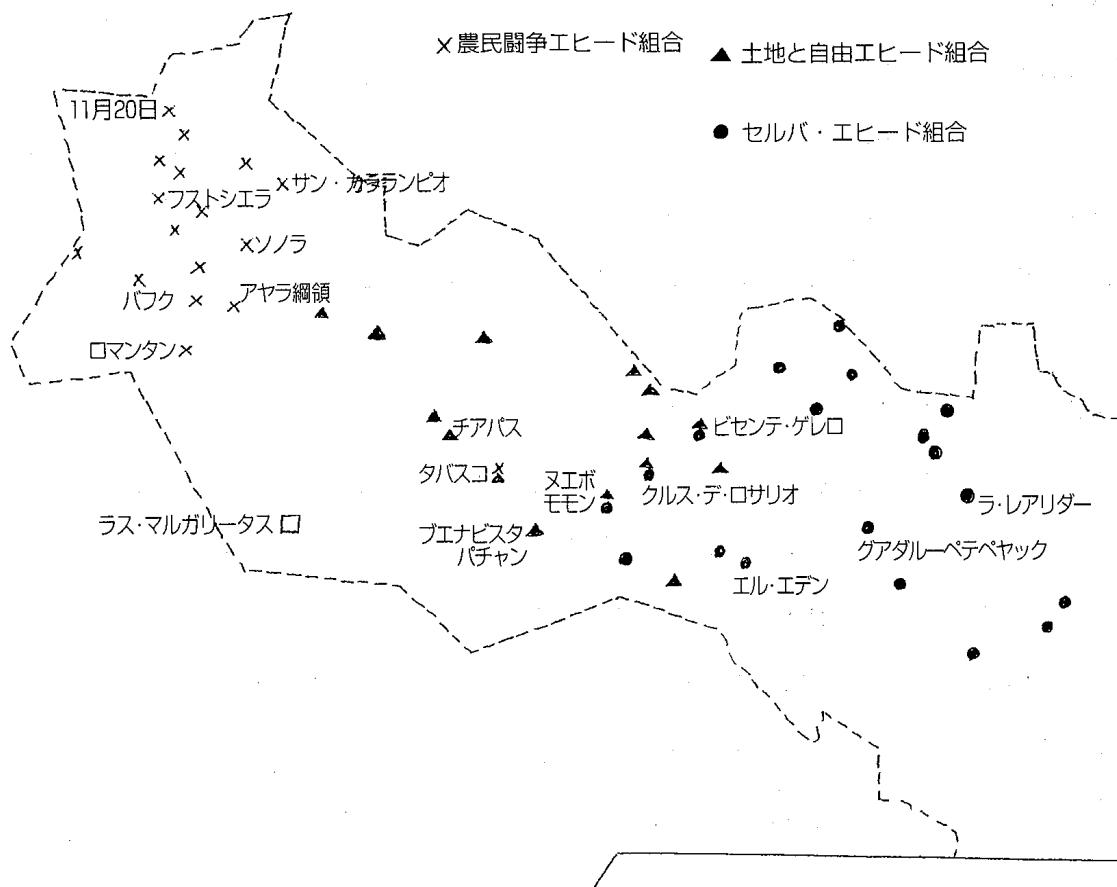 ×農民闘争エヒード組合
▲ 土地と自由エヒード組合
● セルバ・エヒード組合
11月20日
サン・カララランピオ
フストシエラ
ソノラ
バフク
アヤラ綱領
ロマンタン
チアパス
ビセンテ・ゲレロ
タバスコ
ヌエボ
モモン
クルス・デ・ロサリオ
ラ・レアリダー
ラス・マルガリータス
ブエナビスタ
パチャン
グアダルーペテペヤック
エル・エデン